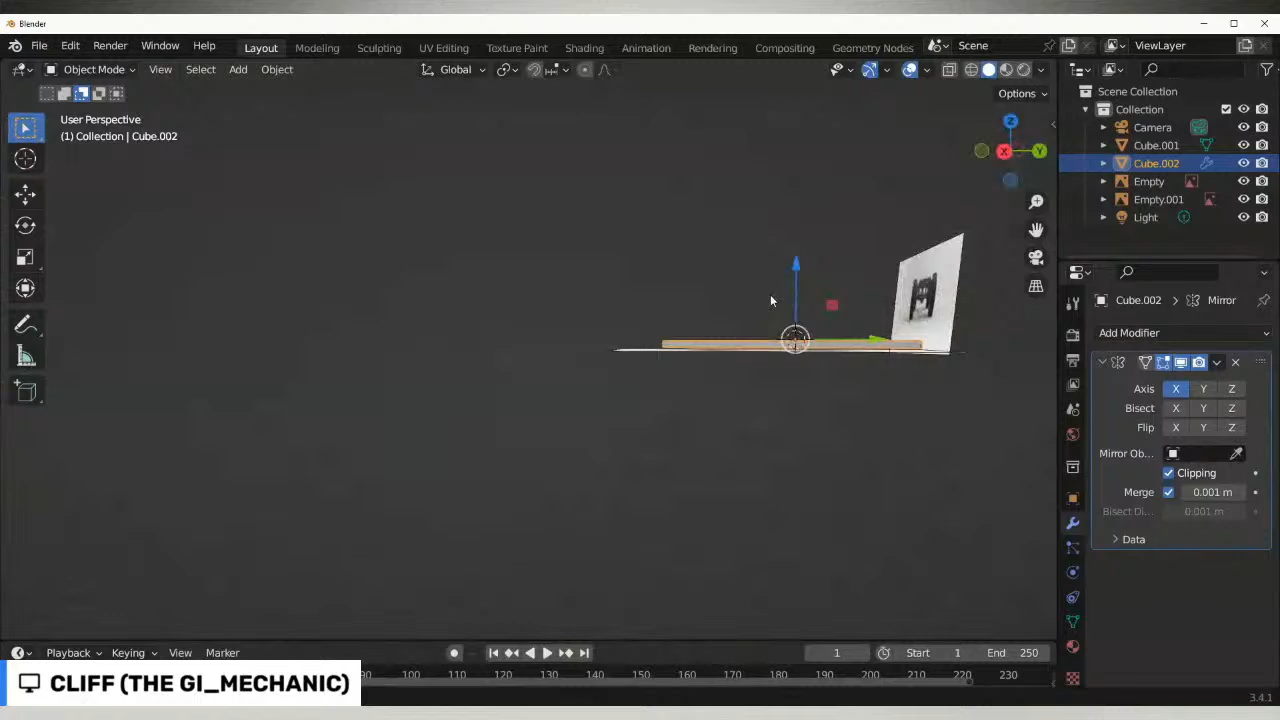 Blender
File Edit Render Window Help
Layout Modeling Sculpting UV Editing Texture Paint Shading Animation Rendering Compositing Geometry Nodes
Scene
ViewLayer
Object Mode View Select Add Object
Global
Options
User Perspective
(1) Collection | Cube.002
Z
X
Y
Scene Collection
Collection
Camera
Cube.001
Cube.002
Empty
Empty.001
Light
Cube.002 > Mirror
Add Modifier
Axis X Y Z
Bisect X Y Z
Flip X Y Z
Mirror Ob...
Clipping
Merge 0.001 m
Bisect Di... 0.001 m
Data
Playback Keying View Marker
1 Start 1 End 250
90 100 110 120 130 140 150 160 170 180 190 200 210 220 230
CLIFF (THE GI_MECHANIC)
3.4.1